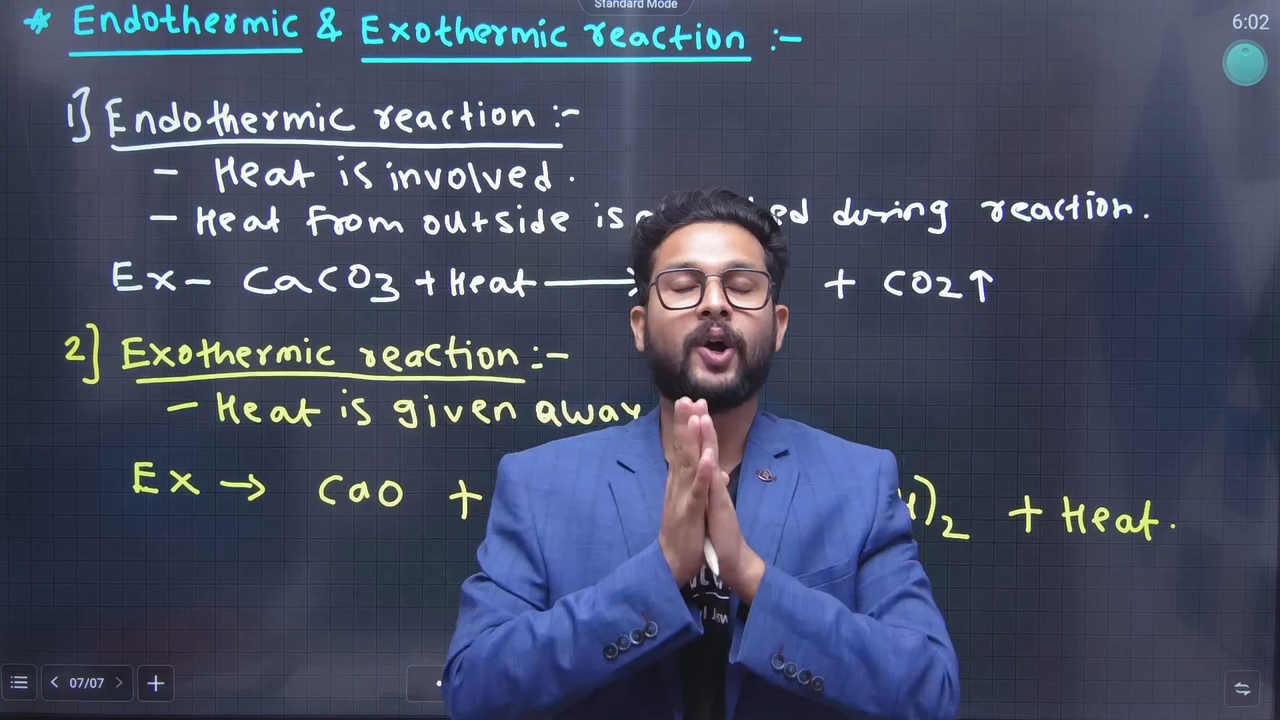 Standard Mode
6:02
* Endothermic & Exothermic reaction :-
1] Endothermic reaction :-
- Heat is involved.
- Heat from outside is during reaction.
Ex - CaCO3 + Heat → + CO2↑
2] Exothermic reaction :-
- Heat is given away
Ex → CaO + )2 + Heat.
07/07